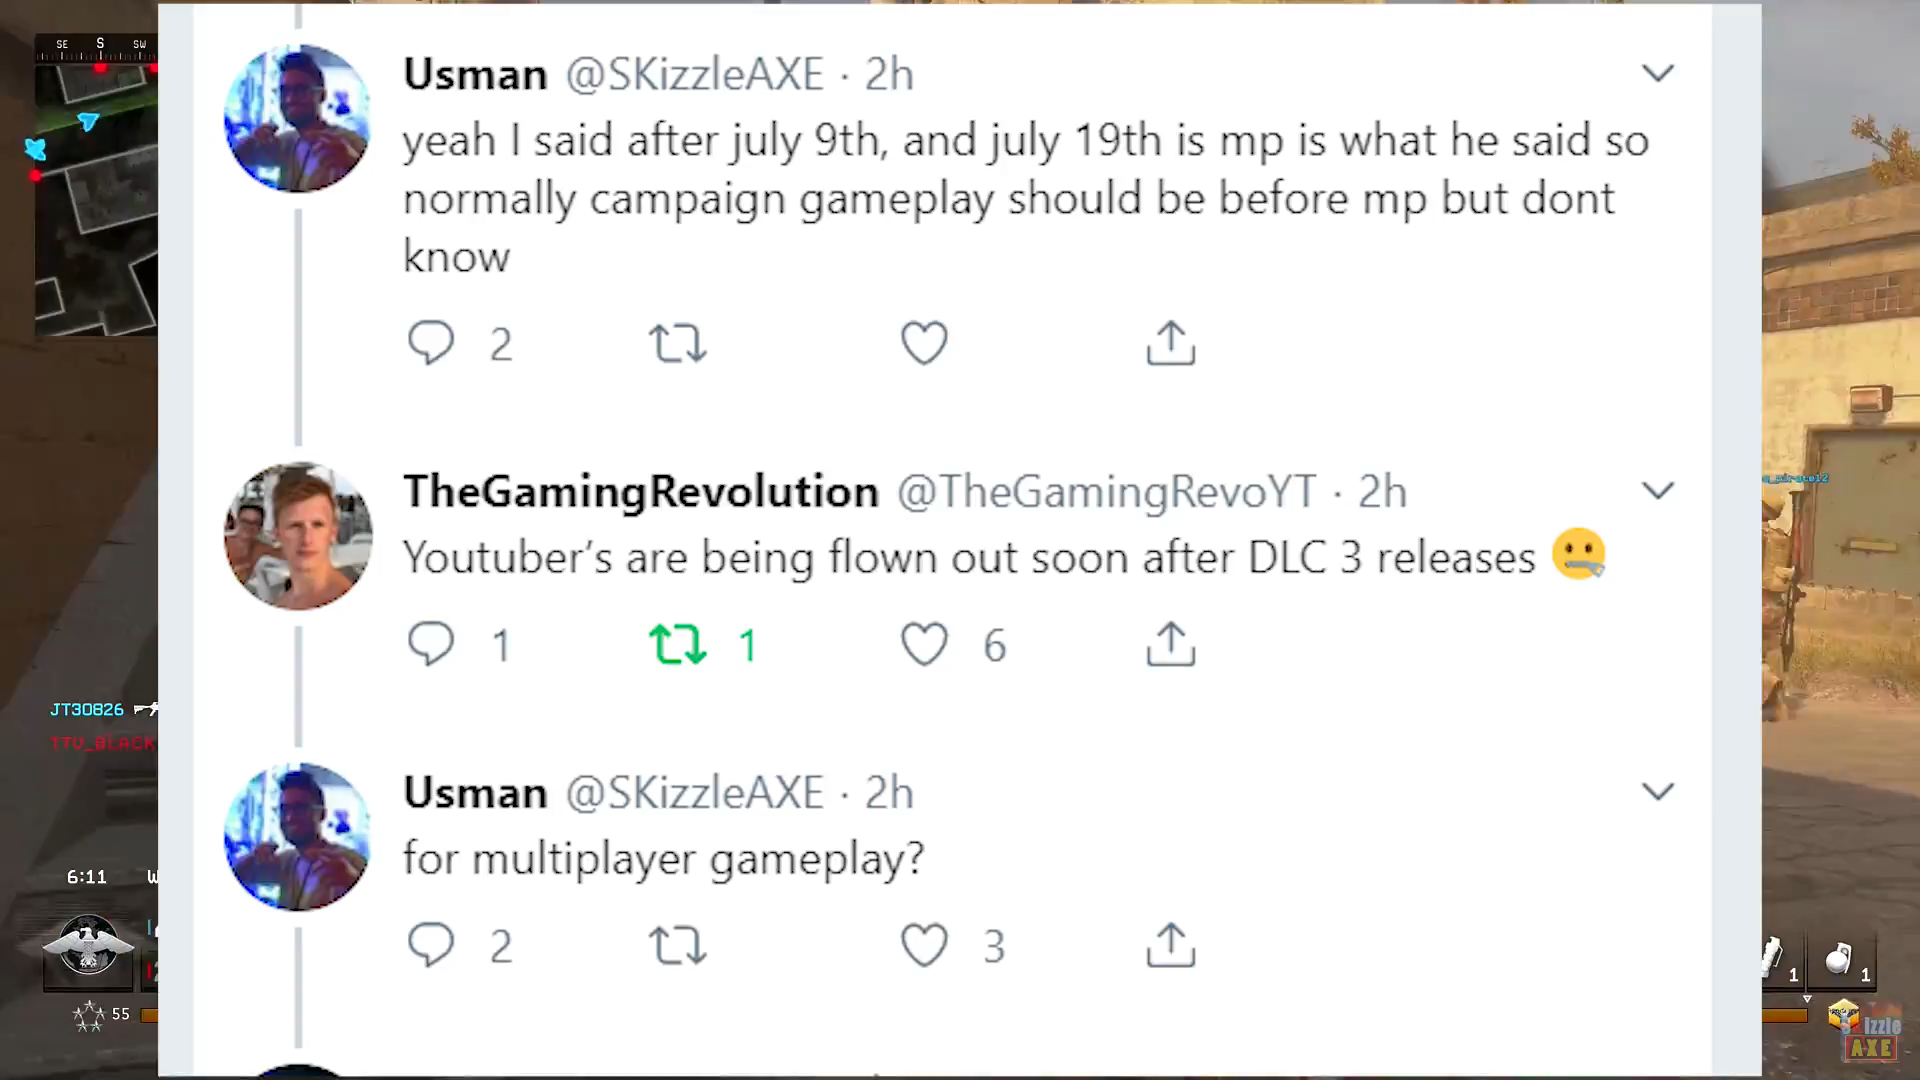 SE S SW
Usman @SKizzleAXE · 2h
yeah I said after july 9th, and july 19th is mp is what he said so
normally campaign gameplay should be before mp but dont
know
2
TheGamingRevolution @TheGamingRevoYT · 2h
Youtuber’s are being flown out soon after DLC 3 releases 🤐
1 1 6
JT30826
TTV_BLACK
Usman @SKizzleAXE · 2h
for multiplayer gameplay?
6:11 W
2 3
1 1
55
izzle
AXE